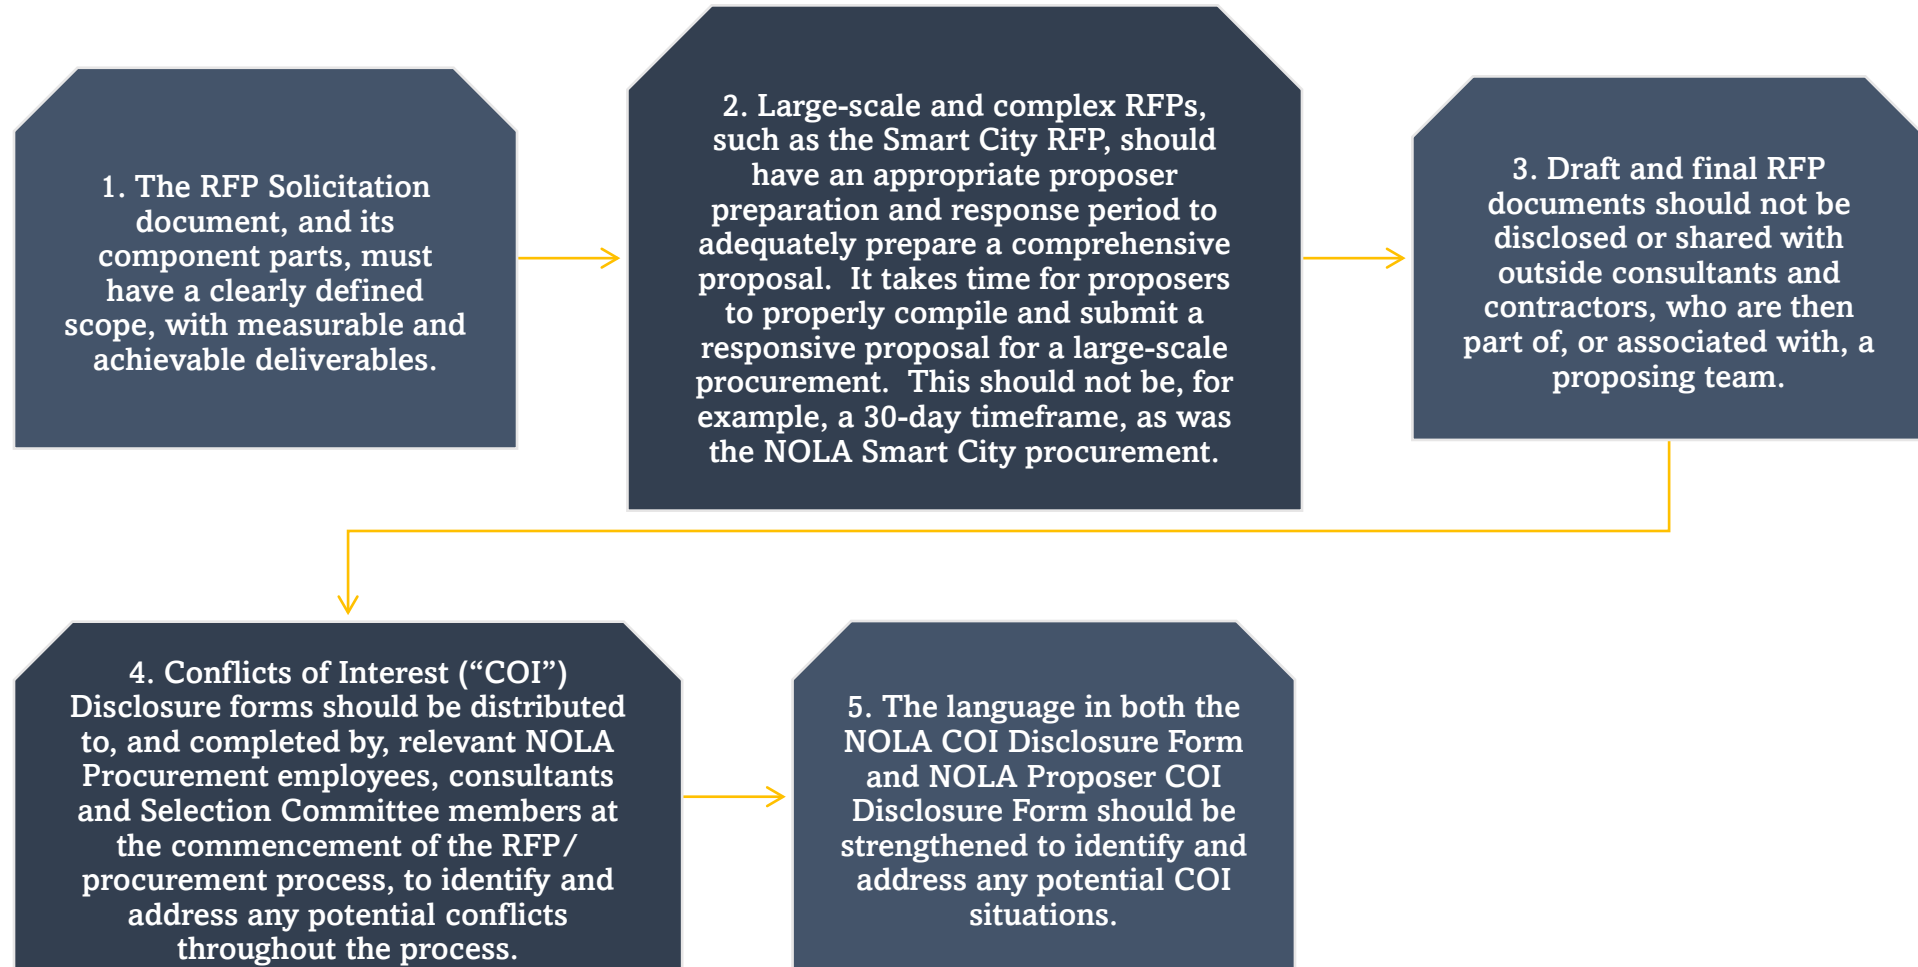 1. The RFP Solicitation
document, and its
component parts, must
have a clearly defined
scope, with measurable and
achievable deliverables.
2. Large-scale and complex RFPs,
such as the Smart City RFP, should
have an appropriate proposer
preparation and response period to
adequately prepare a comprehensive
proposal.  It takes time for proposers
to properly compile and submit a
responsive proposal for a large-scale
procurement.  This should not be, for
example, a 30-day timeframe, as was
the NOLA Smart City procurement.
3. Draft and final RFP
documents should not be
disclosed or shared with
outside consultants and
contractors, who are then
part of, or associated with, a
proposing team.
4. Conflicts of Interest (“COI”)
Disclosure forms should be distributed
to, and completed by, relevant NOLA
Procurement employees, consultants
and Selection Committee members at
the commencement of the RFP/
procurement process, to identify and
address any potential conflicts
throughout the process.
5. The language in both the
NOLA COI Disclosure Form
and NOLA Proposer COI
Disclosure Form should be
strengthened to identify and
address any potential COI
situations.